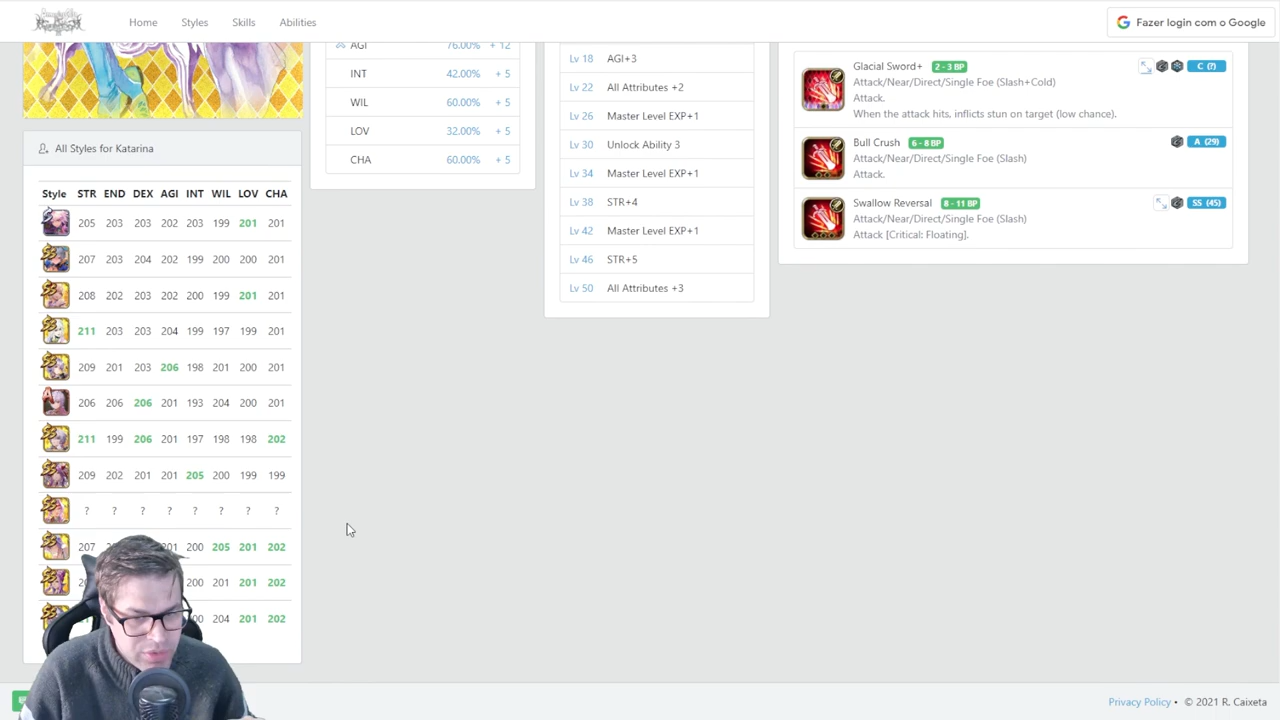 Home Styles Skills Abilities Fazer login com o Google
AGI 76.00% + 12
INT 42.00% + 5
WIL 60.00% + 5
LOV 32.00% + 5
CHA 60.00% + 5
All Styles for Katarina
Style STR END DEX AGI INT WIL LOV CHA
205 203 203 202 203 199 201 201
207 203 204 202 199 200 200 201
208 202 203 202 200 199 201 201
211 203 203 204 199 197 199 201
209 201 203 206 198 201 200 201
206 206 206 201 193 204 200 201
211 199 206 201 197 198 198 202
209 202 201 201 205 200 199 199
? ? ? ? ? ? ? ?
207 201 200 205 201 202
200 201 201 202
204 201 202
Lv 18 AGI+3
Lv 22 All Attributes +2
Lv 26 Master Level EXP+1
Lv 30 Unlock Ability 3
Lv 34 Master Level EXP+1
Lv 38 STR+4
Lv 42 Master Level EXP+1
Lv 46 STR+5
Lv 50 All Attributes +3
Glacial Sword+ 2 - 3 BP C (7)
Attack/Near/Direct/Single Foe (Slash+Cold)
Attack.
When the attack hits, inflicts stun on target (low chance).
Bull Crush 6 - 8 BP A (29)
Attack/Near/Direct/Single Foe (Slash)
Attack.
Swallow Reversal 8 - 11 BP SS (45)
Attack/Near/Direct/Single Foe (Slash)
Attack [Critical: Floating].
Privacy Policy • © 2021 R. Caixeta